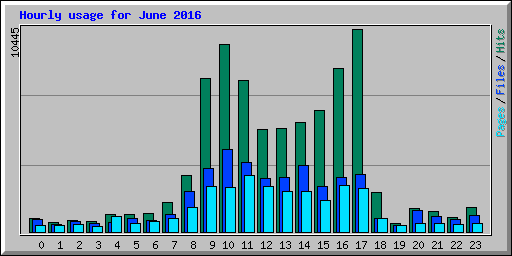 Hourly usage for June 2016
10445
Pages / Files / Hits
0 1 2 3 4 5 6 7 8 9 10 11 12 13 14 15 16 17 18 19 20 21 22 23